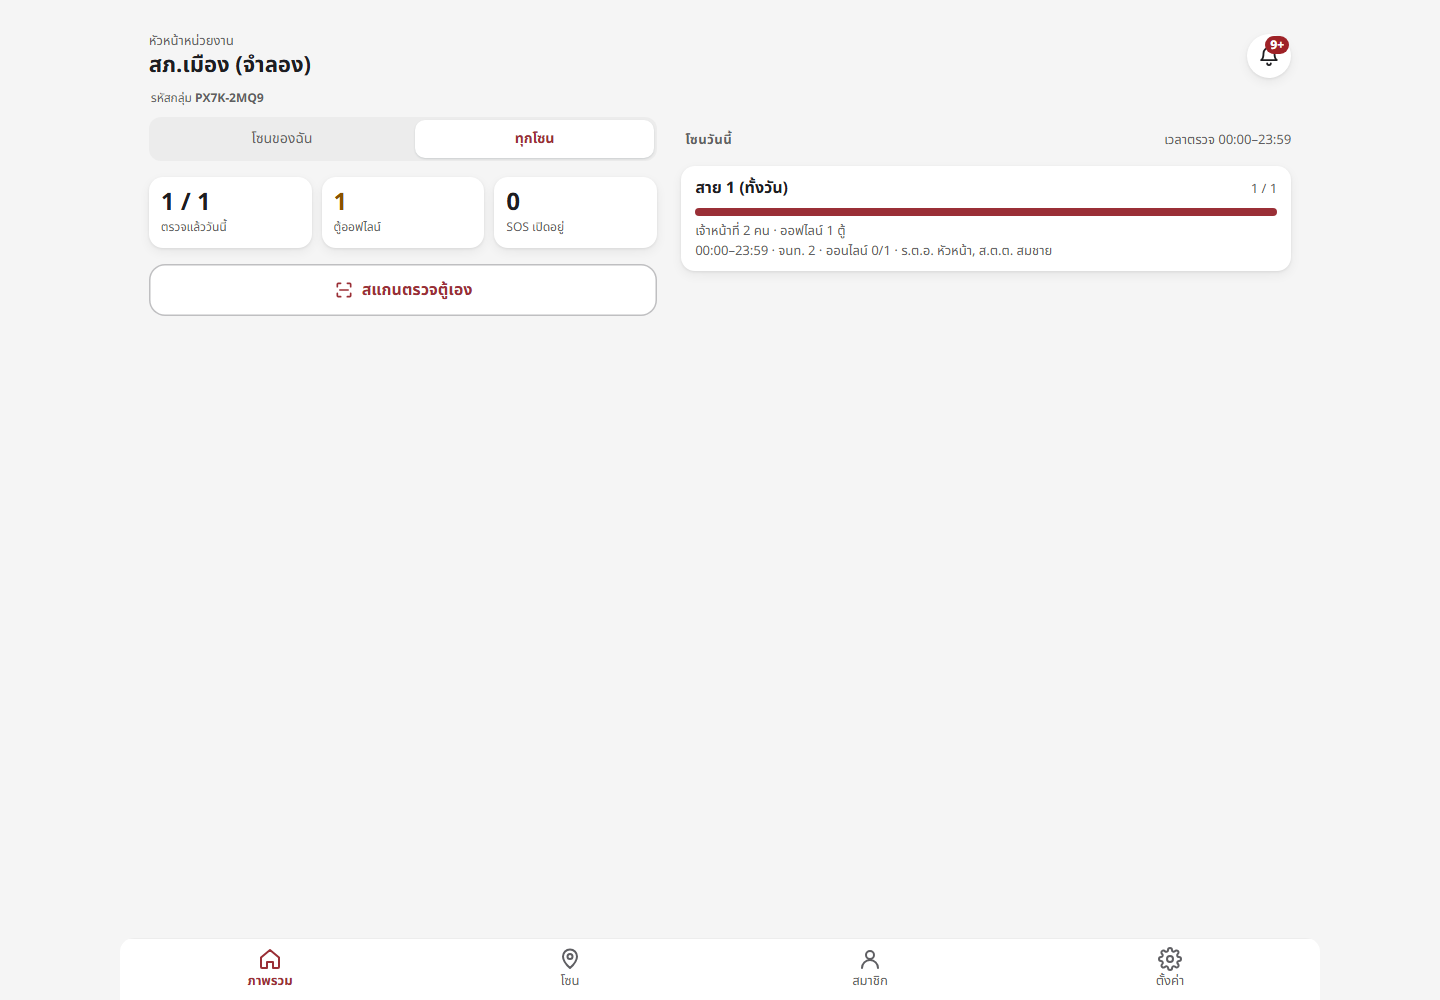 หัวหน้าหน่วยงาน
สภ.เมือง (จำลอง)
9+
รหัสกลุ่ม PX7K-2MQ9
โซนของฉัน
ทุกโซน
1 / 1
ตรวจแล้ววันนี้
1
ตู้ออฟไลน์
0
SOS เปิดอยู่
สแกนตรวจตู้เอง
โซนวันนี้
เวลาตรวจ 00:00–23:59
สาย 1 (ทั้งวัน)
1 / 1
เจ้าหน้าที่ 2 คน · ออฟไลน์ 1 ตู้
00:00–23:59 · จนท. 2 · ออนไลน์ 0/1 · ร.ต.อ. หัวหน้า, ส.ต.ต. สมชาย
ภาพรวม
โซน
สมาชิก
ตั้งค่า